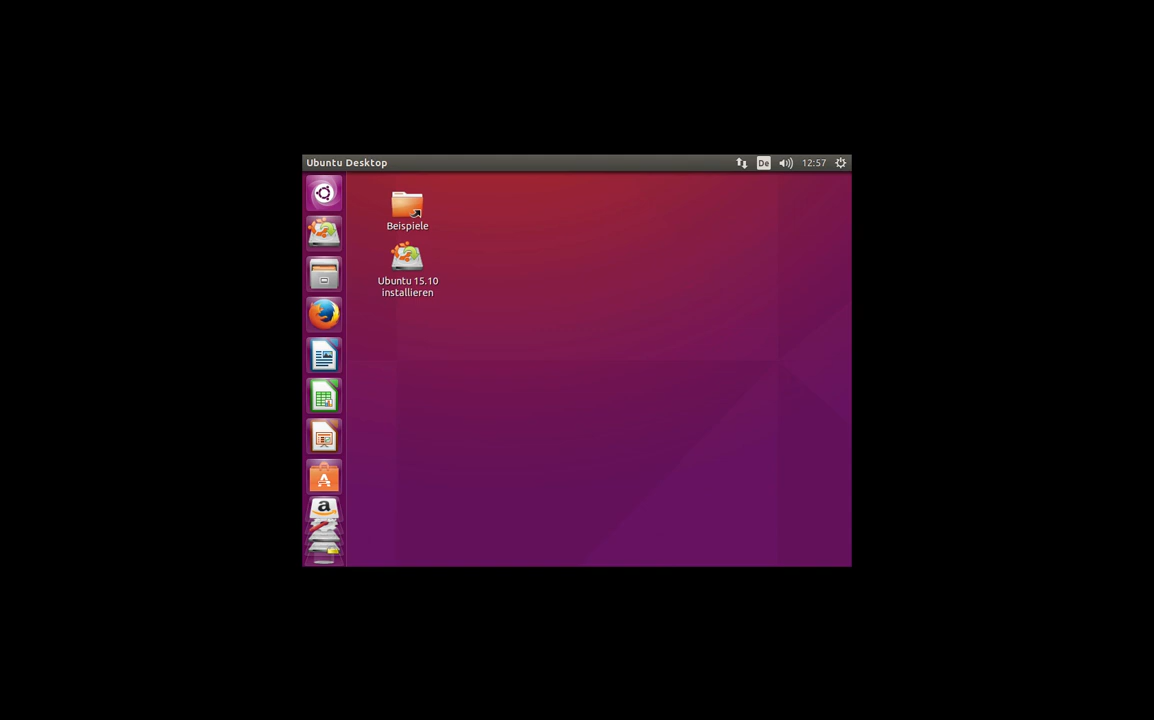 Ubuntu Desktop
De
12:57
Beispiele
Ubuntu 15.10
installieren